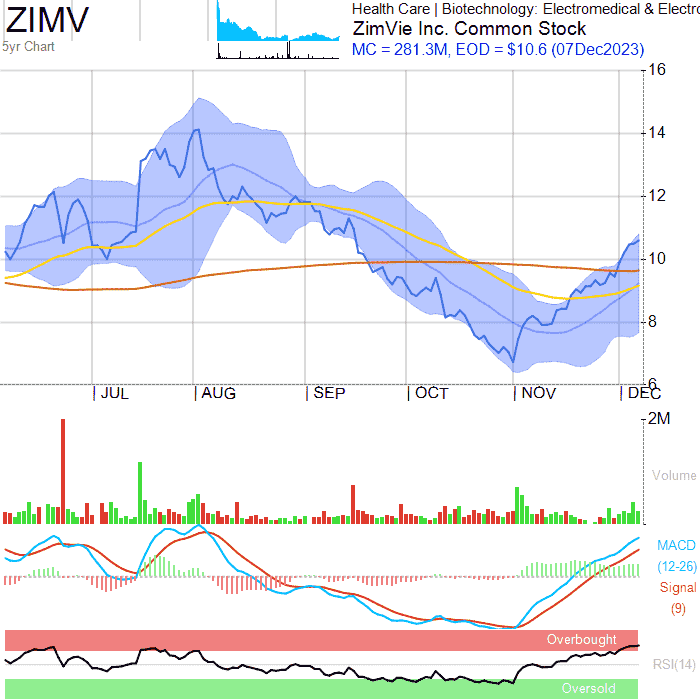 ZIMV
5yr Chart
Health Care | Biotechnology: Electromedical & Electro
ZimVie Inc. Common Stock
MC = 281.3M, EOD = $10.6 (07Dec2023)
16
14
12
10
8
6
JUL AUG SEP OCT NOV DEC
2M
Volume
MACD
(12-26)
Signal
(9)
Overbought
RSI(14)
Oversold